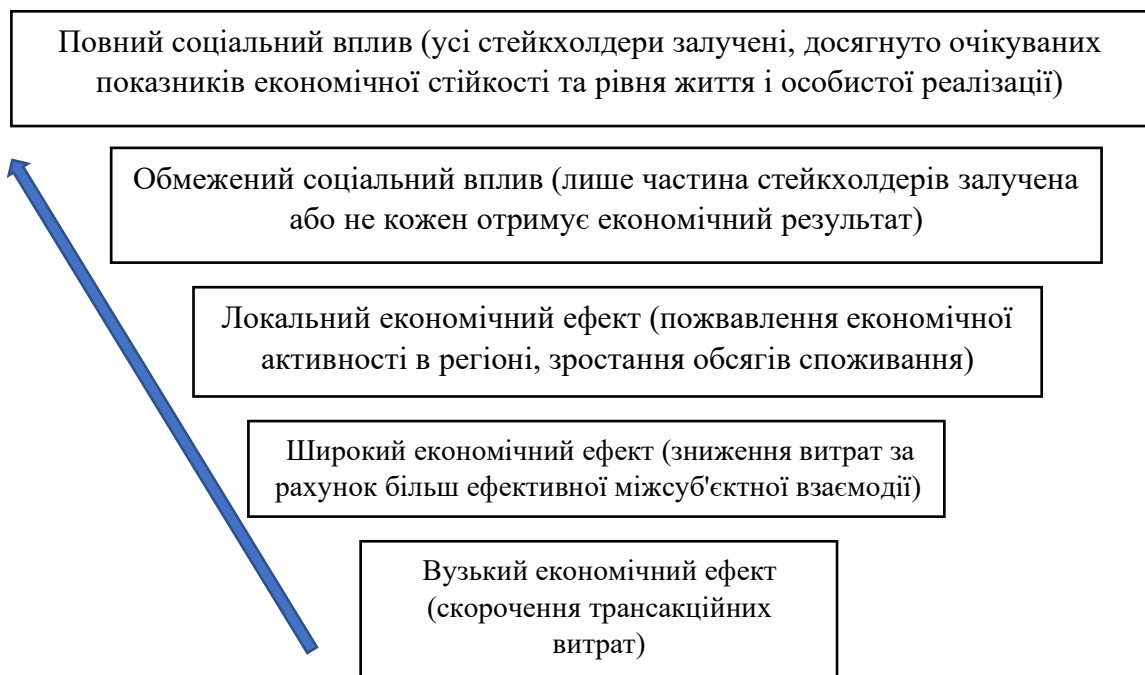 Повний соціальний вплив (усі стейкхолдери залучені, досягнуто очікуваних
показників економічної стійкості та рівня життя і особистої реалізації)
Обмежений соціальний вплив (лише частина стейкхолдерів залучена
або не кожен отримує економічний результат)
Локальний економічний ефект (пожвавлення економічної
активності в регіоні, зростання обсягів споживання)
Широкий економічний ефект (зниження витрат за
рахунок більш ефективної міжсуб'єктної взаємодії)
Вузький економічний ефект
(скорочення трансакційних
витрат)